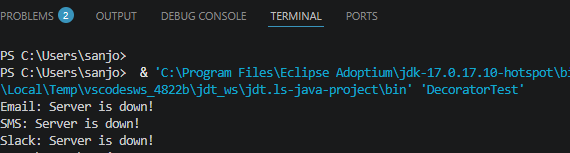 PROBLEMS 2 OUTPUT DEBUG CONSOLE TERMINAL PORTS
PS C:\Users\sanjo>
PS C:\Users\sanjo> & 'C:\Program Files\Eclipse Adoptium\jdk-17.0.17.10-hotspot\bi
\Local\Temp\vscodesws_4822b\jdt_ws\jdt.ls-java-project\bin' 'DecoratorTest'
Email: Server is down!
SMS: Server is down!
Slack: Server is down!